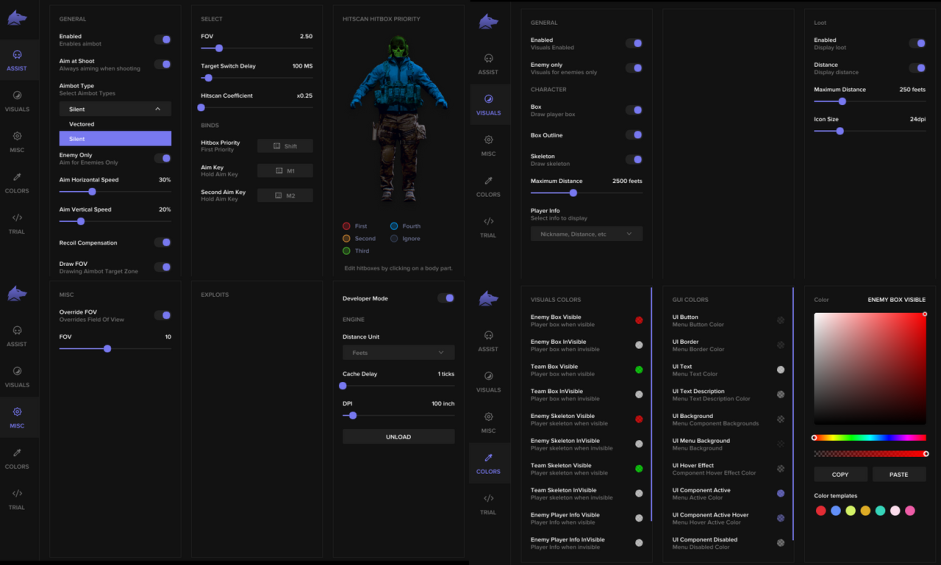 ASSIST
VISUALS
MISC
COLORS
TRIAL
GENERAL
Enabled
Enables aimbot
Aim at Shoot
Always aiming when shooting
Aimbot Type
Select Aimbot Types
Silent
Vectored
Silent
Enemy Only
Aim for Enemies Only
Aim Horizontal Speed 30%
Aim Vertical Speed 20%
Recoil Compensation
Draw FOV
Drawing Aimbot Target Zone
SELECT
FOV 2.50
Target Switch Delay 100 MS
Hitscan Coefficient x0.25
BINDS
Hitbox Priority
First Priority
Shift
Aim Key
Hold Aim Key
M1
Second Aim Key
Hold Aim Key
M2
HITSCAN HITBOX PRIORITY
First
Second
Third
Fourth
Ignore
Edit hitboxes by clicking on a body part.
ASSIST
VISUALS
MISC
COLORS
TRIAL
GENERAL
Enabled
Visuals Enabled
Enemy only
Visuals for enemies only
CHARACTER
Box
Draw player box
Box Outline
Skeleton
Draw skeleton
Maximum Distance 2500 feets
Player Info
Select info to display
Nickname, Distance, etc
Loot
Enabled
Display loot
Distance
Display distance
Maximum Distance 250 feets
Icon Size 24dpi
ASSIST
VISUALS
MISC
COLORS
TRIAL
MISC
Override FOV
Overrides Field Of View
FOV 10
EXPLOITS
Developer Mode
ENGINE
Distance Unit
Feets
Cache Delay 1 ticks
DPI 100 inch
UNLOAD
ASSIST
VISUALS
MISC
COLORS
TRIAL
VISUALS COLORS
Enemy Box Visible
Player box when visible
Enemy Box InVisible
Player box when invisible
Team Box Visible
Player box when visible
Team Box InVisible
Player box when invisible
Enemy Skeleton Visible
Player skeleton when visible
Enemy Skeleton InVisible
Player skeleton when invisible
Team Skeleton Visible
Player skeleton when visible
Team Skeleton InVisible
Player skeleton when invisible
Enemy Player Info Visible
Player Info when visible
Enemy Player Info InVisible
Player Info when invisible
GUI COLORS
UI Button
Menu Button Color
UI Border
Menu Border Color
UI Text
Menu Text Color
UI Text Description
Menu Text Description Color
UI Background
Menu Component Backgrounds
UI Menu Background
Menu Background Color
UI Hover Effect
Component Hover Effect Color
UI Component Active
Menu Active Color
UI Component Active Hover
Menu Hover Active Color
UI Component Disabled
Menu Disabled Color
Color ENEMY BOX VISIBLE
COPY
PASTE
Color templates